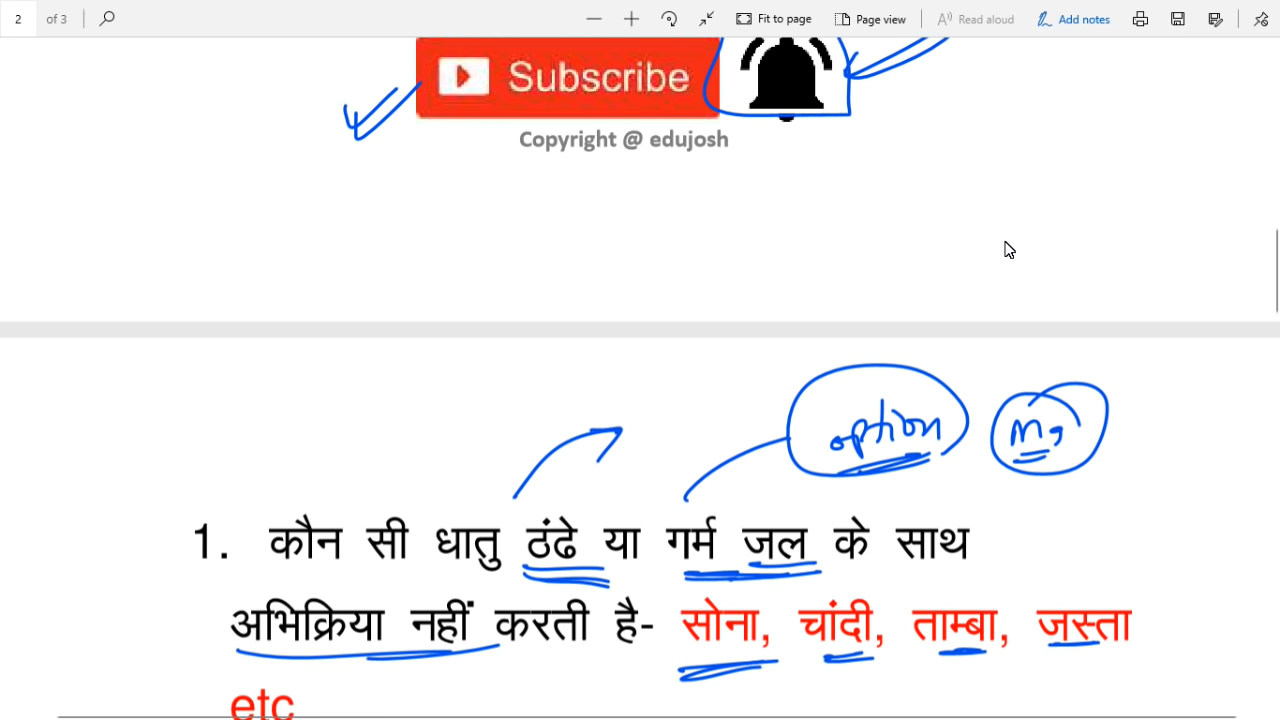 2 of 3 Fit to page Page view Read aloud Add notes
Subscribe
Copyright @ edujosh
option mg
1. कौन सी धातु ठंढे या गर्म जल के साथ
अभिक्रिया नहीं करती है- सोना, चांदी, ताम्बा, जस्ता
etc